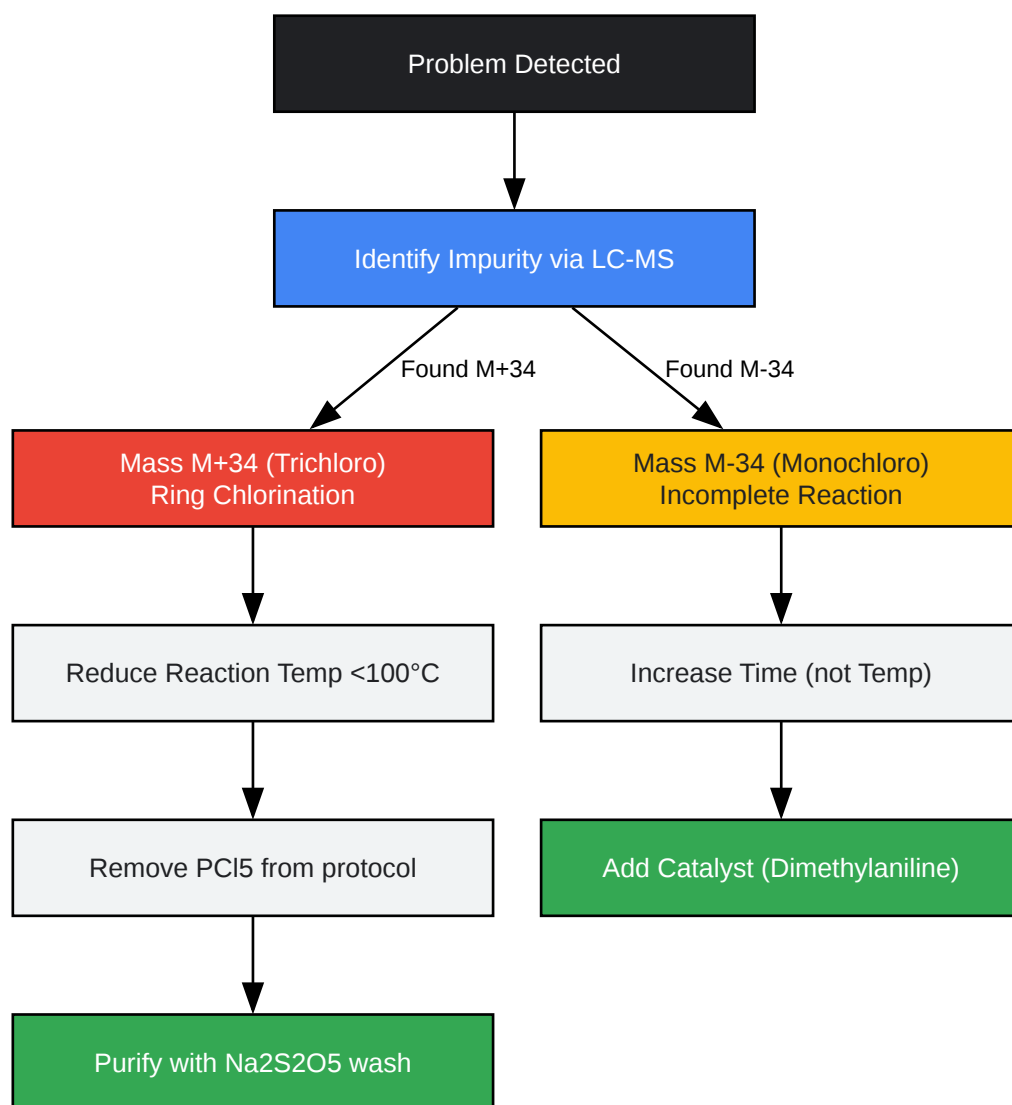 Problem Detected
Identify Impurity via LC-MS
Found M+34
Found M-34
Mass M+34 (Trichloro)
Ring Chlorination
Mass M-34 (Monochloro)
Incomplete Reaction
Reduce Reaction Temp <100°C
Increase Time (not Temp)
Remove PCl5 from protocol
Add Catalyst (Dimethylaniline)
Purify with Na2S2O5 wash